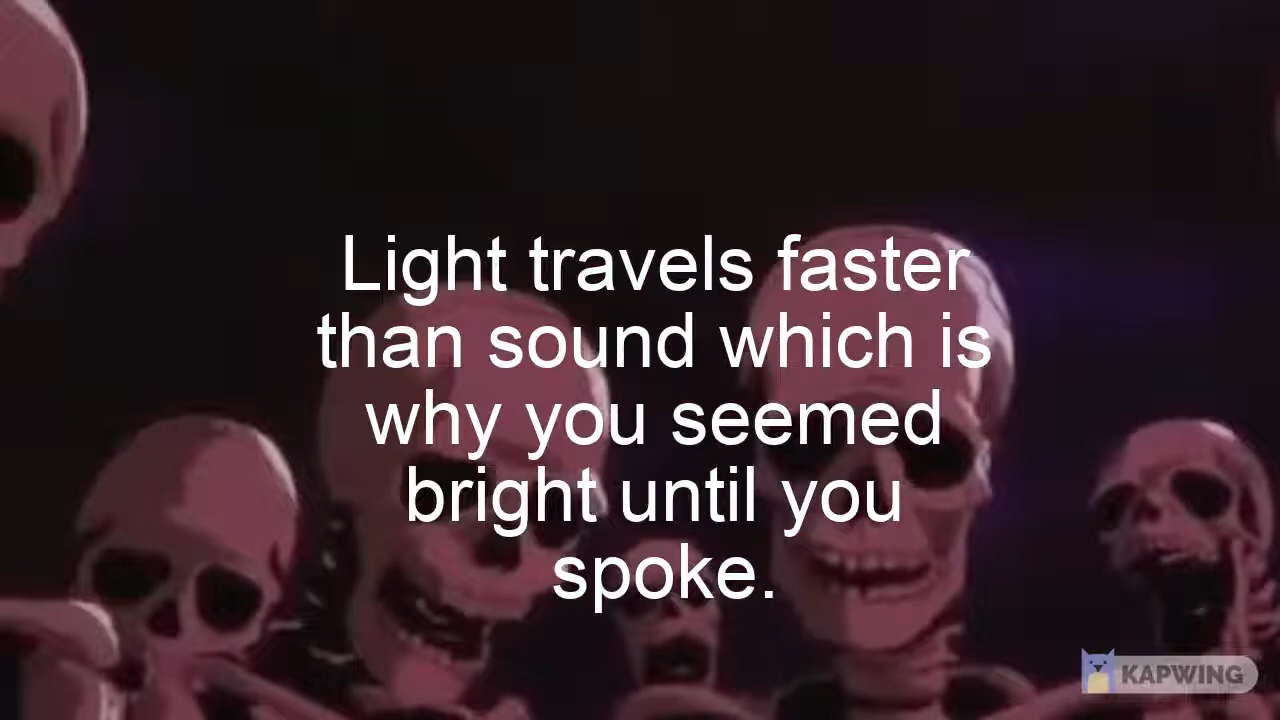 Light travels faster
than sound which is
why you seemed
bright until you
spoke.
KAPWING